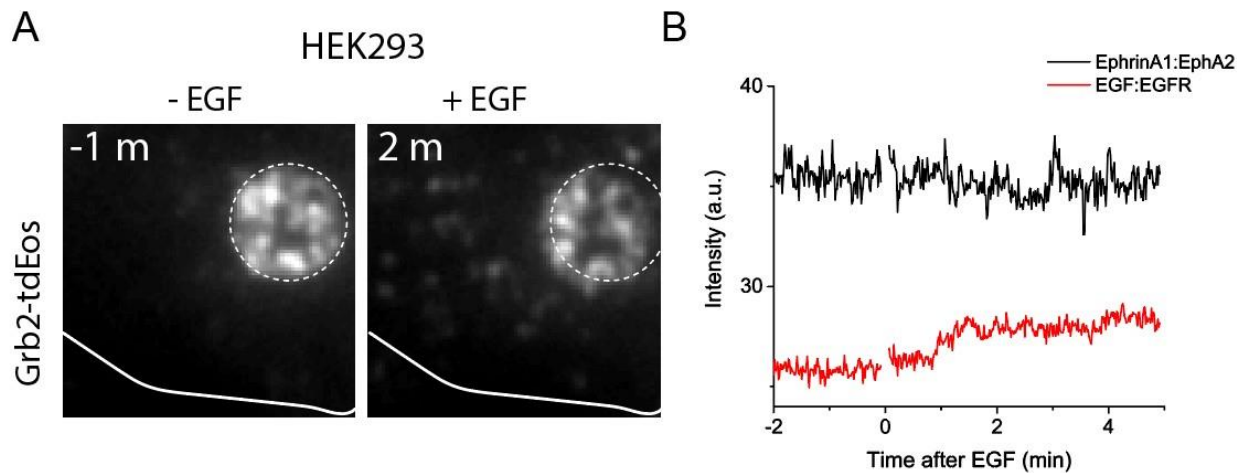 A
HEK293
- EGF
+ EGF
-1 m
2 m
Grb2-tdEos
B
EphrinA1:EphA2
EGF:EGFR
40
30
Intensity (a.u.)
-2
0
2
4
Time after EGF (min)